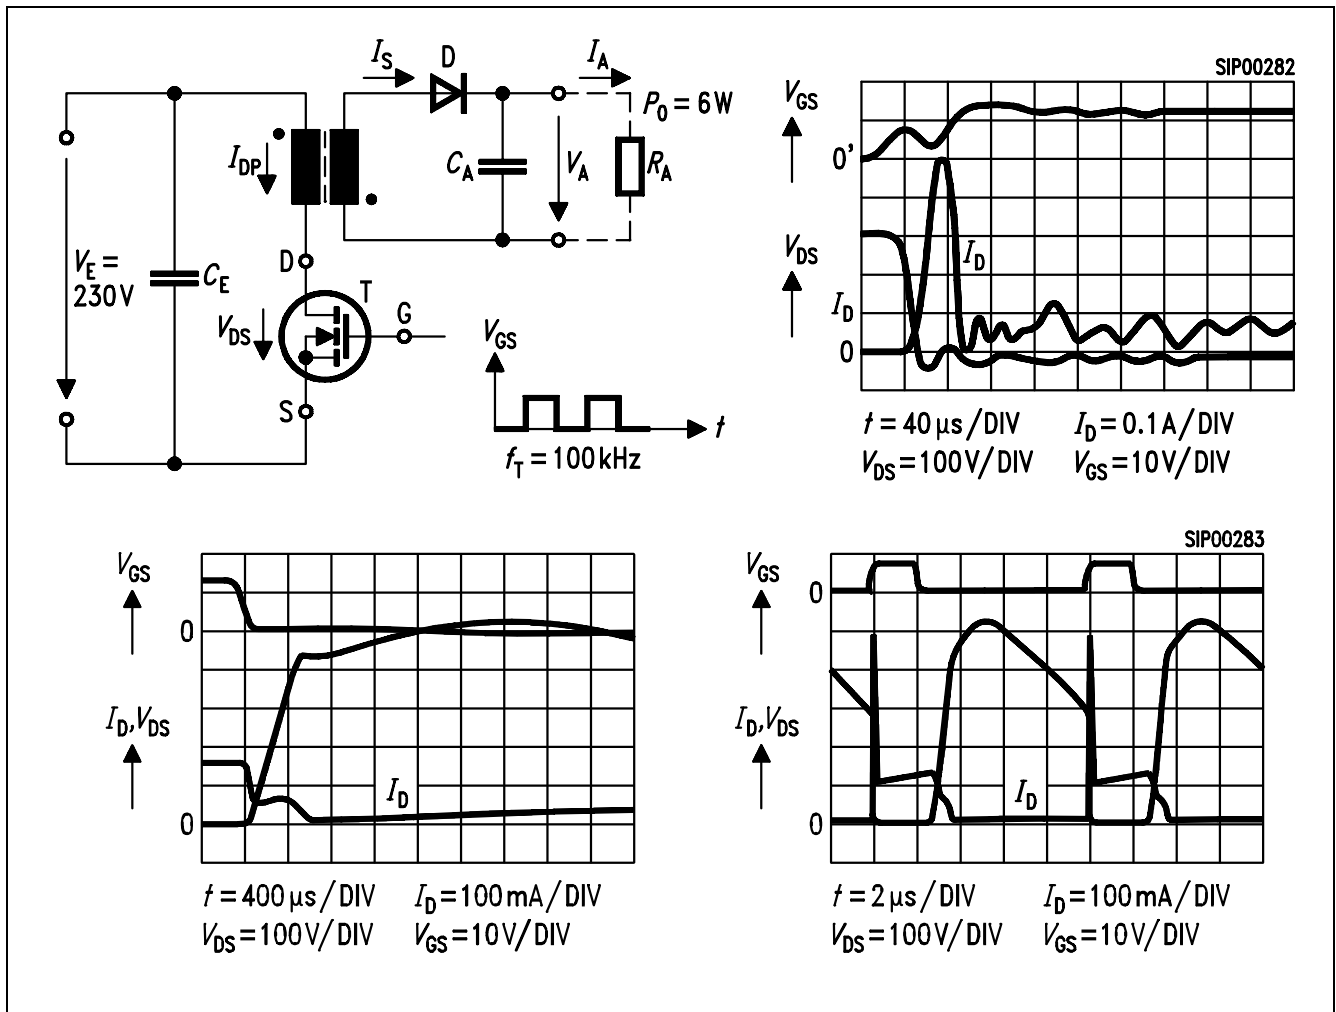 I_S D I_A
P_0 = 6 W
I_DP
C_A V_A R_A
V_E =
230 V
C_E
D
T
V_DS
G
S
V_GS
t
f_T = 100 kHz
SIP00282
V_GS
0'
V_DS
I_D
I_D
0
t = 40 µs/DIV I_D = 0.1 A/DIV
V_DS = 100 V/DIV V_GS = 10 V/DIV
V_GS
0
I_D, V_DS
I_D
0
t = 400 µs/DIV I_D = 100 mA/DIV
V_DS = 100 V/DIV V_GS = 10 V/DIV
SIP00283
V_GS
0
I_D, V_DS
I_D
0
t = 2 µs/DIV I_D = 100 mA/DIV
V_DS = 100 V/DIV V_GS = 10 V/DIV